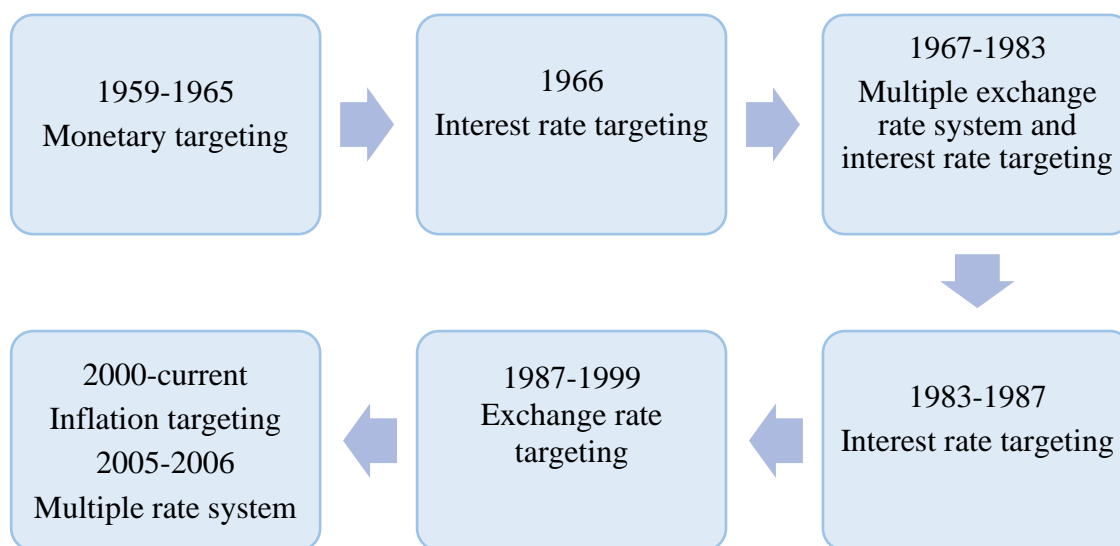 1959-1965
Monetary targeting
1966
Interest rate targeting
1967-1983
Multiple exchange
rate system and
interest rate targeting
1983-1987
Interest rate targeting
1987-1999
Exchange rate
targeting
2000-current
Inflation targeting
2005-2006
Multiple rate system